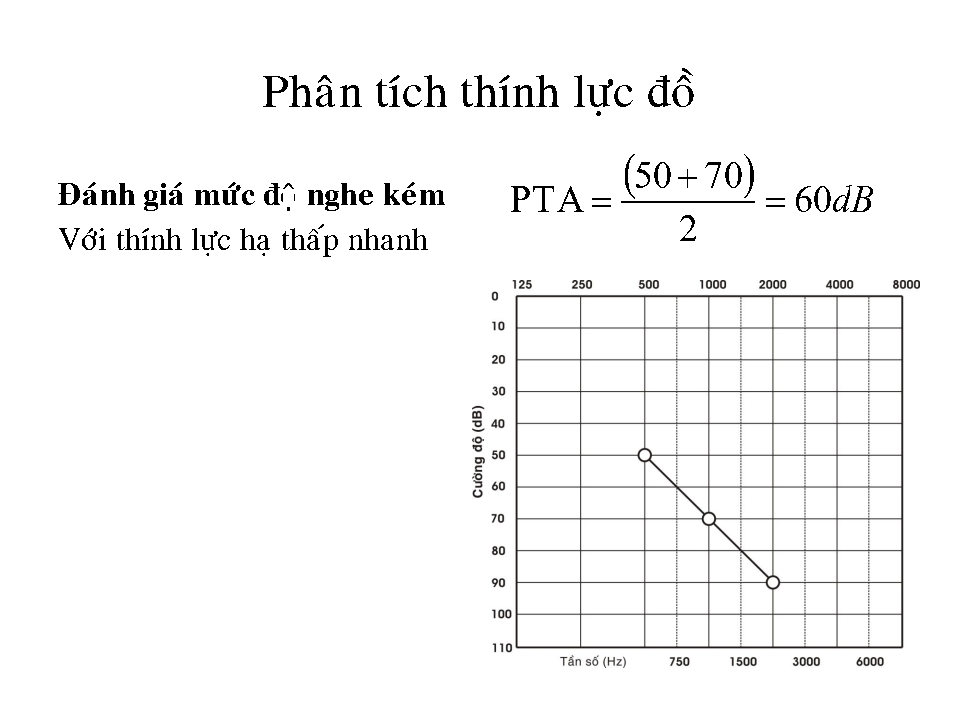 Phân tích thính lực đồ
Đánh giá mức độ nghe kém
Với thính lực hạ thấp nhanh
PTA = (50 + 70) / 2 = 60dB
125 250 500 1000 2000 4000 8000
0
10
20
30
40
50
60
70
80
90
100
110
Cường độ (dB)
Tần số (Hz) 750 1500 3000 6000